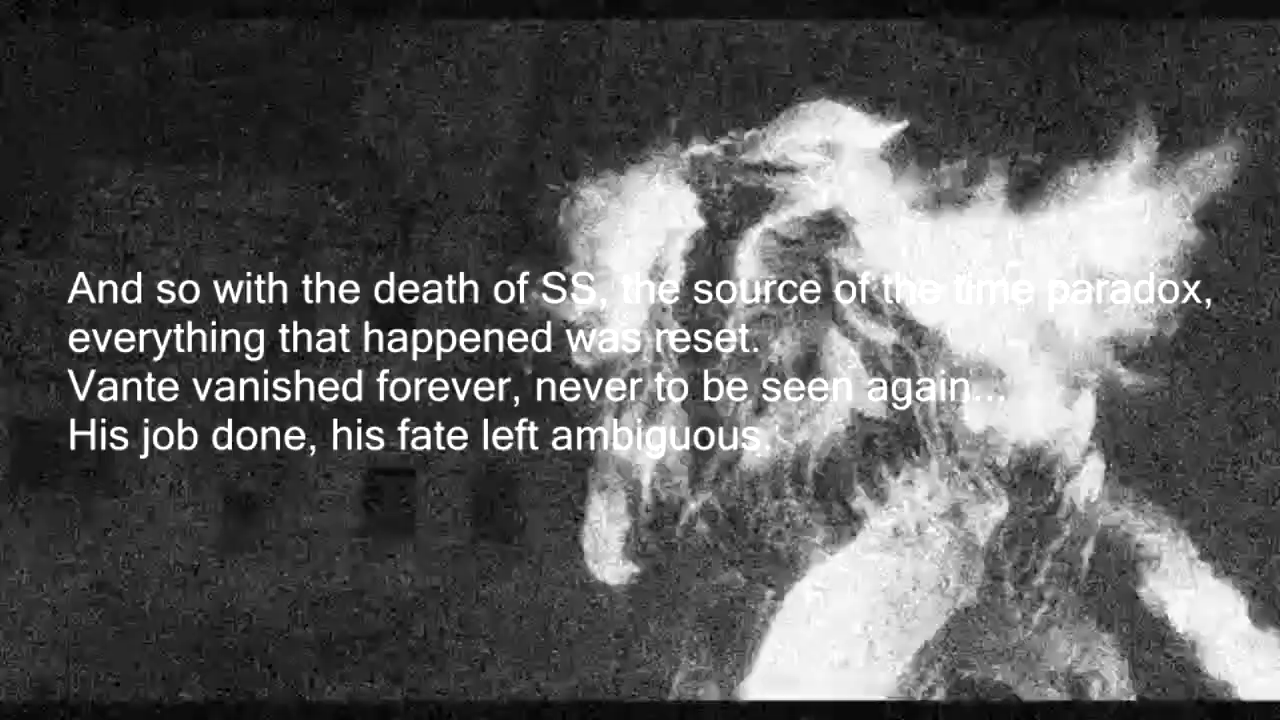 And so with the death of SS, the source of the time paradox,
everything that happened was reset.
Vante vanished forever, never to be seen again...
His job done, his fate left ambiguous.